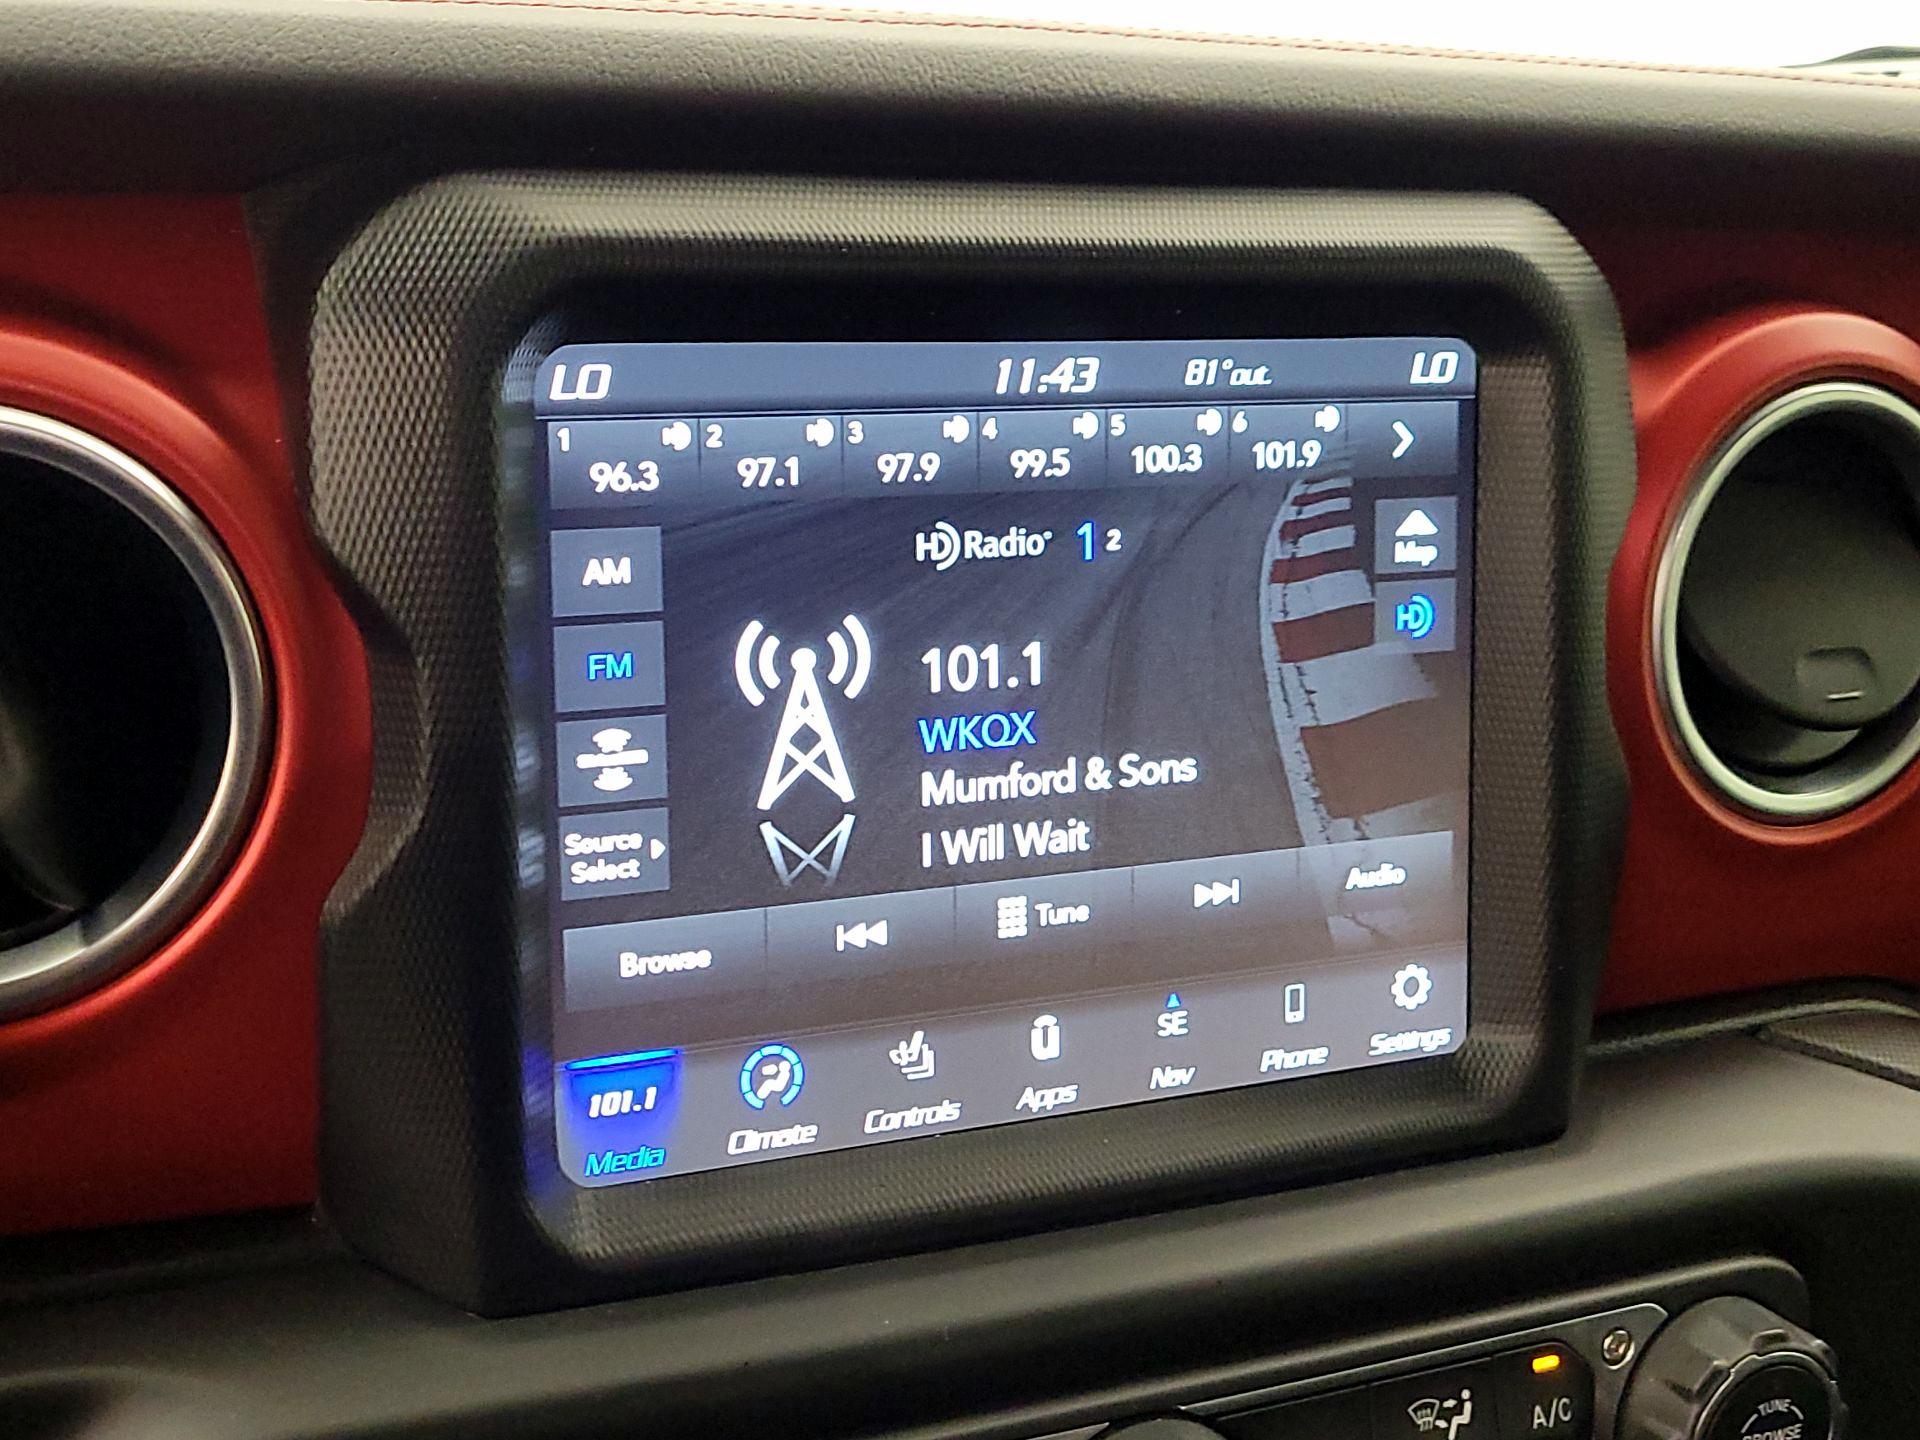 LO 11:43 81°out. LO
1 2 3 4 5 6
96.3 97.1 97.9 99.5 100.3 101.9
HD Radio 1 2
Map
AM
HD
FM
101.1
WKQX
Mumford & Sons
I Will Wait
Source
Select
Browse Tune Audio
101.1 SE
Media Climate Controls Apps Nav Phone Settings
A/C
TUNE
BROWSE